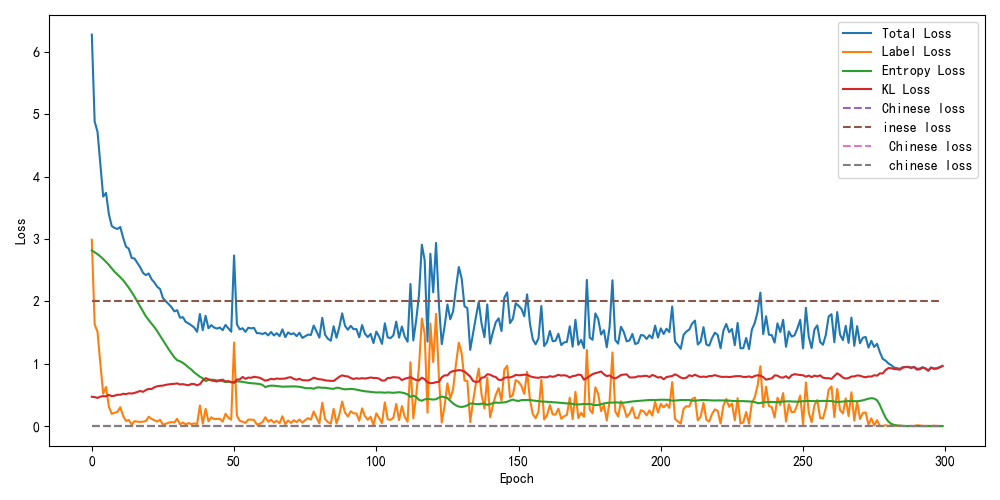 Total Loss
Label Loss
Entropy Loss
KL Loss
Chinese loss
inese loss
Chinese loss
chinese loss
Loss
6
5
4
3
2
1
0
0 50 100 150 200 250 300
Epoch